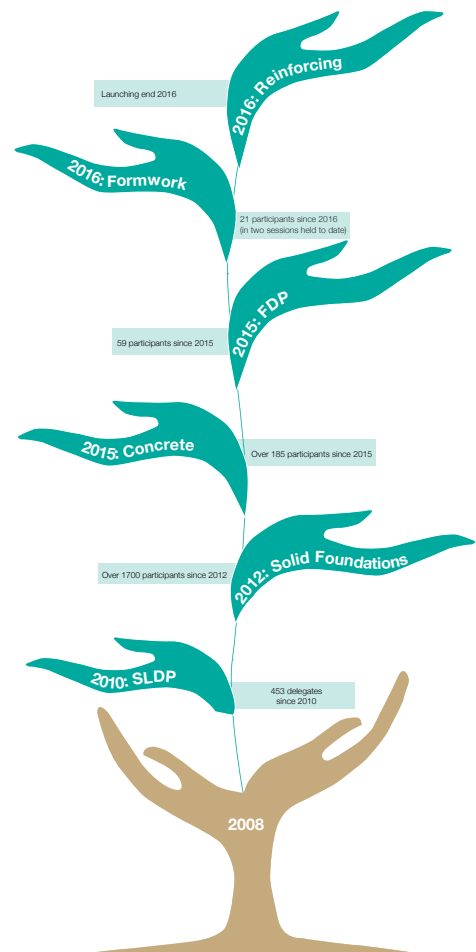 2016: Reinforcing
Launching end 2016
2016: Formwork
21 participants since 2016
(in two sessions held to date)
2015: FDP
59 participants since 2015
2015: Concrete
Over 185 participants since 2015
2012: Solid Foundations
Over 1700 participants since 2012
2010: SLDP
453 delegates
since 2010
2008